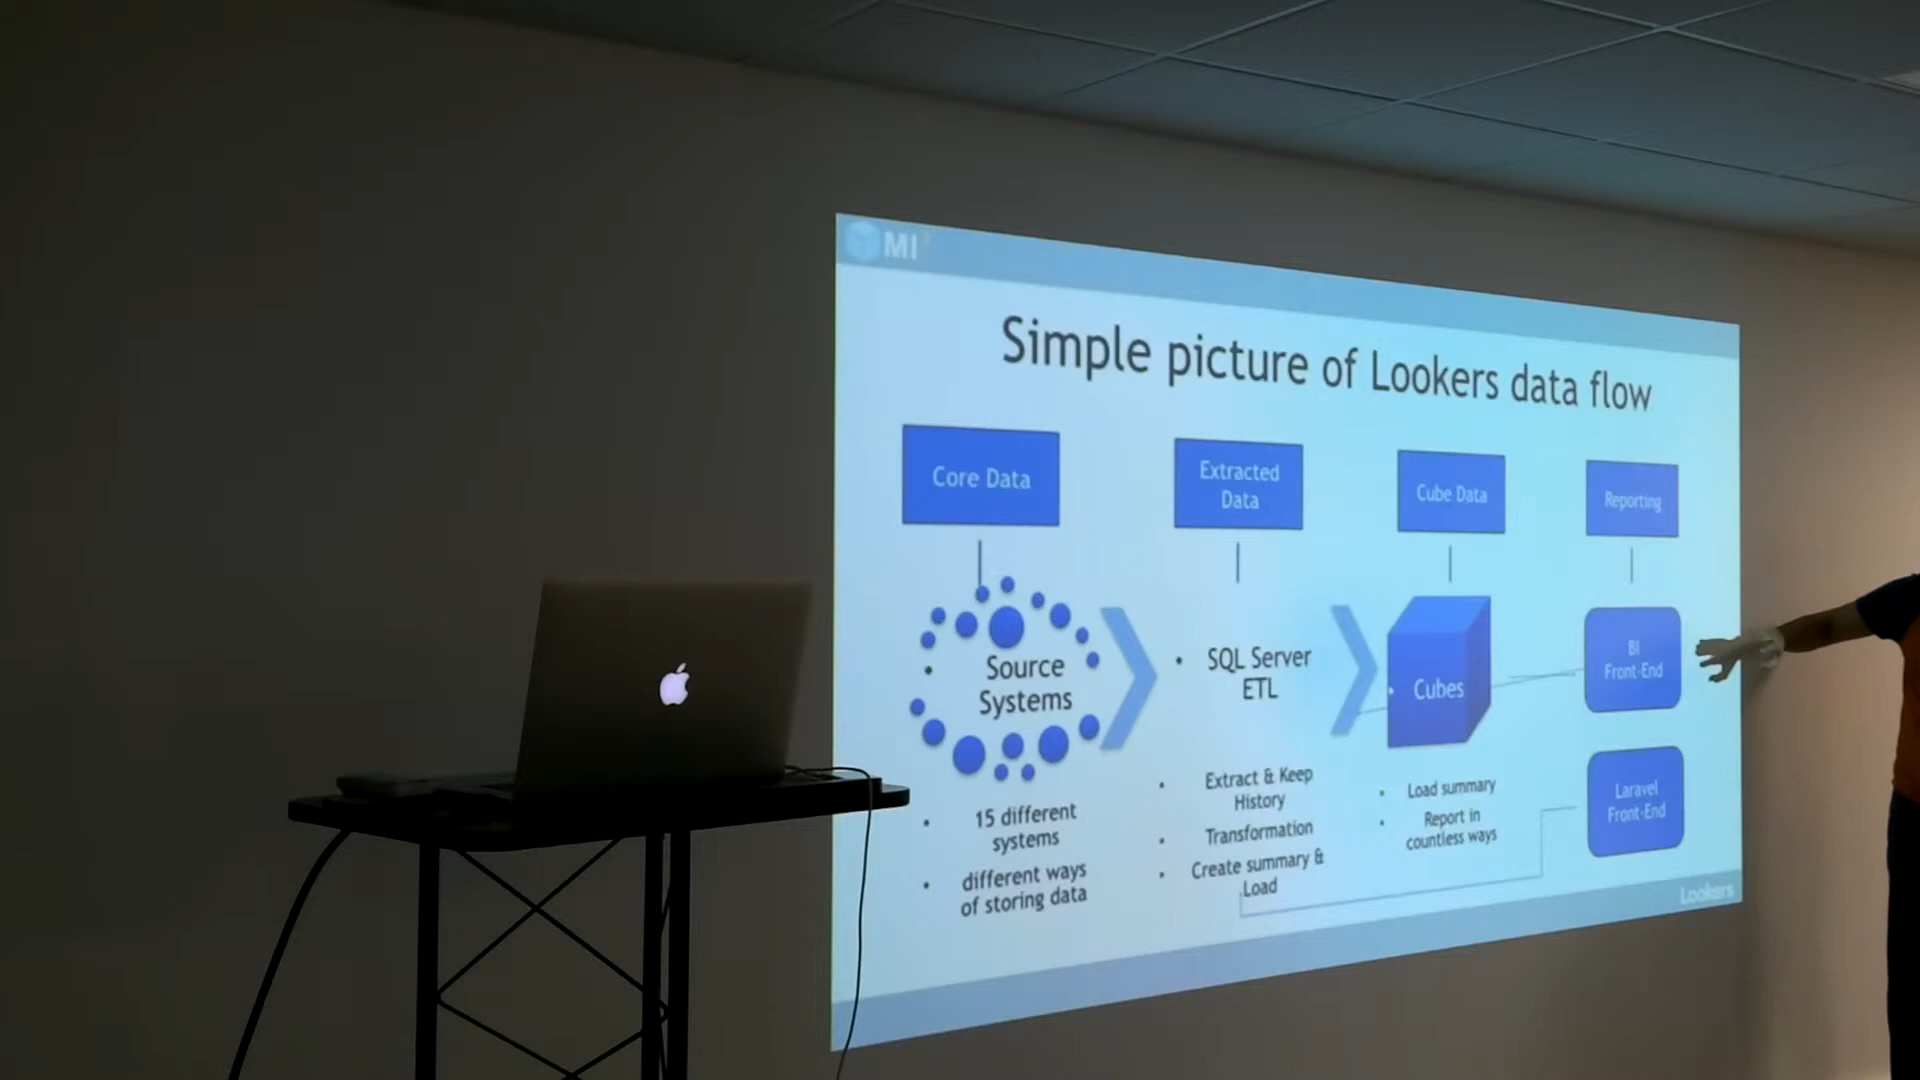 MI
Simple picture of Lookers data flow
Core Data
Extracted
Data
Cube Data
Reporting
Source
Systems
SQL Server
ETL
Cubes
BI
Front-End
15 different
systems
different ways
of storing data
Extract & Keep
History
Transformation
Create summary &
Load
Load summary
Report in
countless ways
Laravel
Front-End
Lookers